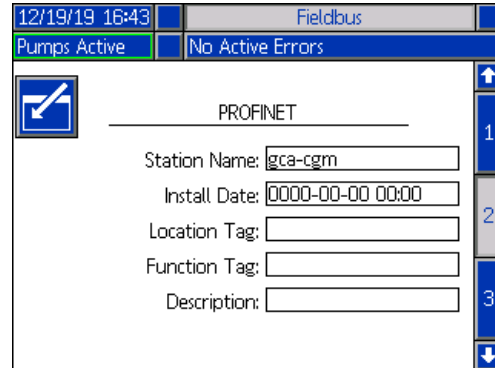 12/19/19 16:43 Fieldbus
Pumps Active No Active Errors
PROFINET
1
Station Name: gca-cgm
Install Date: 0000-00-00 00:00
2
Location Tag:
Function Tag:
Description:
3